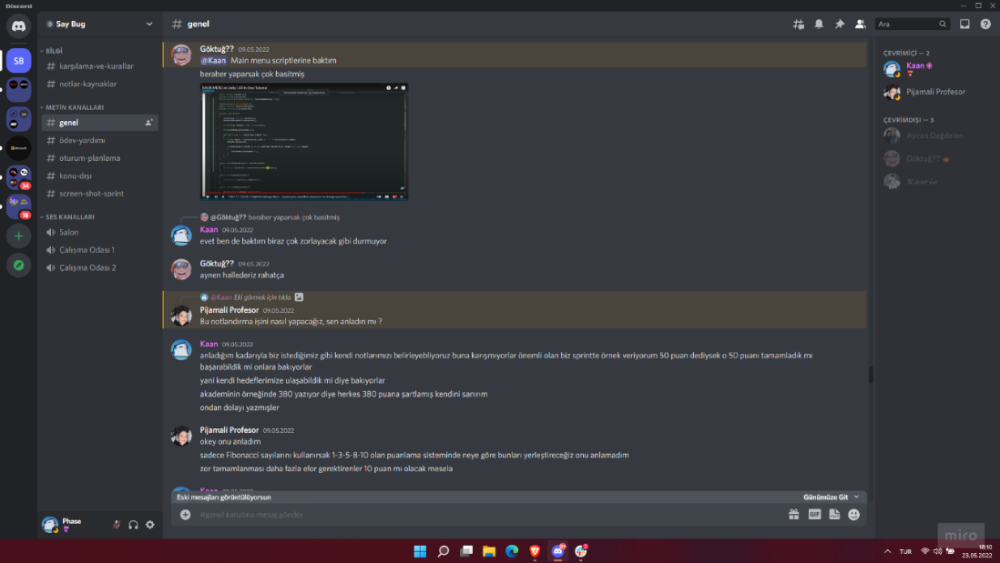 Discord
Say Bug
# genel
Ara
BİLGİ
# karşılama-ve-kurallar
# notlar-kaynaklar
METİN KANALLARI
# genel
# ödev-yardımı
# oturum-planlama
# konu-dışı
# screen-shot-sprint
SES KANALLARI
Salon
Çalışma Odası 1
Çalışma Odası 2
SB
34
18
Göktuğ?? 09.05.2022
@Kaan Main menu scriptlerine baktım
beraber yaparsak çok basitmiş
@Göktuğ?? beraber yaparsak çok basitmiş
Kaan 09.05.2022
evet ben de baktım biraz çok zorlayacak gibi durmuyor
Göktuğ?? 09.05.2022
aynen hallederiz rahatça
@Kaan Eki görmek için tıkla
Pijamali Profesor 09.05.2022
Bu notlandırma işini nasıl yapacağız, sen anladın mı ?
Kaan 09.05.2022
anladığım kadarıyla biz istediğimiz gibi kendi notlarımızı belirleyebliyoruz buna karışmıyorlar önemli olan biz sprintte örnek veriyorum 50 puan dediysek o 50 puanı tamamladık mı
başarabildik mi onlara bakıyorlar
yani kendi hedeflerimize ulaşabildik mi diye bakıyorlar
akademinin örneğinde 380 yazıyor diye herkes 380 puana şartlamış kendini sanırım
ondan dolayı yazmışler
Pijamali Profesor 09.05.2022
okey onu anladım
sadece Fibonacci sayılarını kullanırsak 1-3-5-8-10 olan puanlama sisteminde neye göre bunları yerleştireceğiz onu anlamadım
zor tamamlanması daha fazla efor gerektirenler 10 puan mı olacak mesela
Eski mesajları görüntülüyorsun
Günümüze Git
#genel kanalına mesaj gönder
GIF
ÇEVRİMİÇİ — 2
Kaan
Pijamali Profesor
ÇEVRİMDIŞI — 3
Aycan Dağdelen
Göktuğ??
Phase
miro
TUR
18:10
23.05.2022